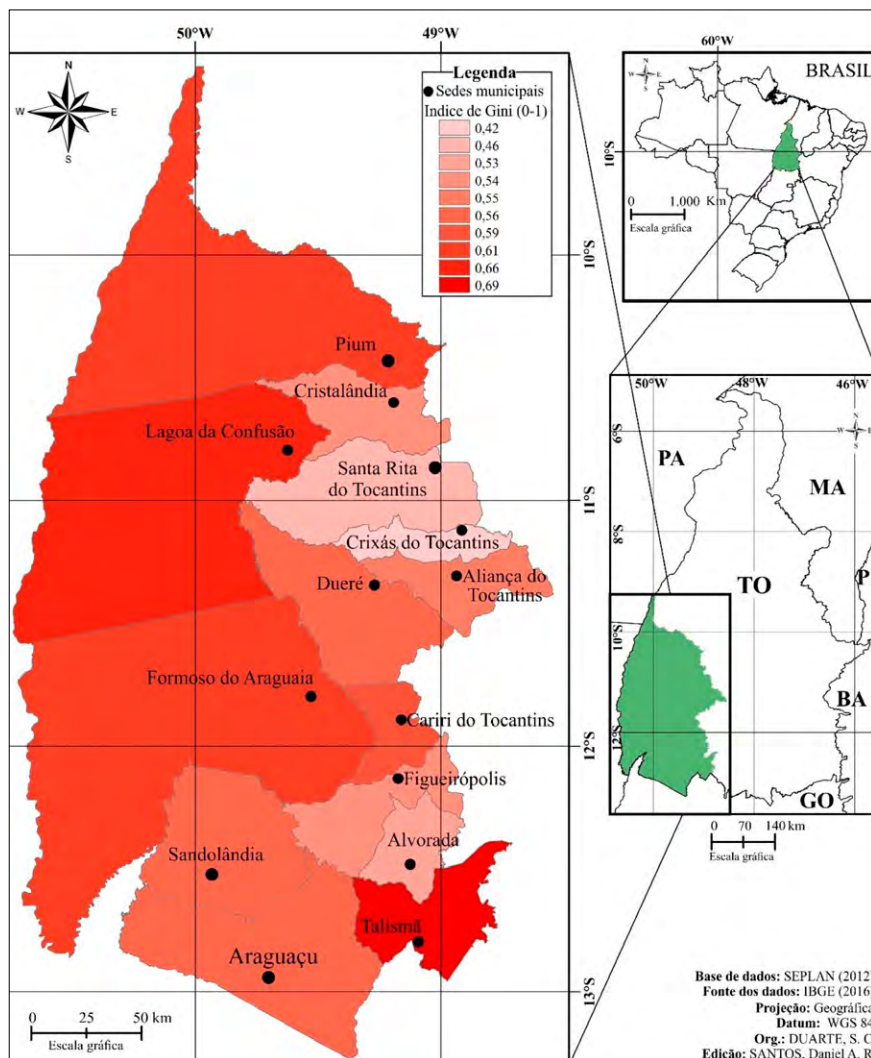 50°W
49°W
N
W
E
S
Legenda
Sedes municipais
Indice de Gini (0-1)
0,42
0,46
0,53
0,54
0,55
0,56
0,59
0,61
0,66
0,69
10°S
Pium
Cristalândia
Lagoa da Confusão
Santa Rita
do Tocantins
11°S
Crixás do Tocantins
Dueré
Aliança do
Tocantins
Formoso do Araguaia
Cariri do Tocantins
12°S
Figueirópolis
Alvorada
Sandolândia
Talismã
Araguaçu
13°S
0 25 50 km
Escala gráfica
60°W
BRASIL
N
W
E
S
10°S
0 1.000 Km
Escala gráfica
50°W
48°W
46°W
N
W
E
S
6°S
PA
MA
8°S
TO
P
10°S
BA
12°S
GO
0 70 140 km
Escala gráfica
Base de dados: SEPLAN (2012)
Fonte dos dados: IBGE (2016)
Projeção: Geográfica
Datum: WGS 84
Org.: DUARTE, S. C
Edição: SANTOS, Daniel A. R